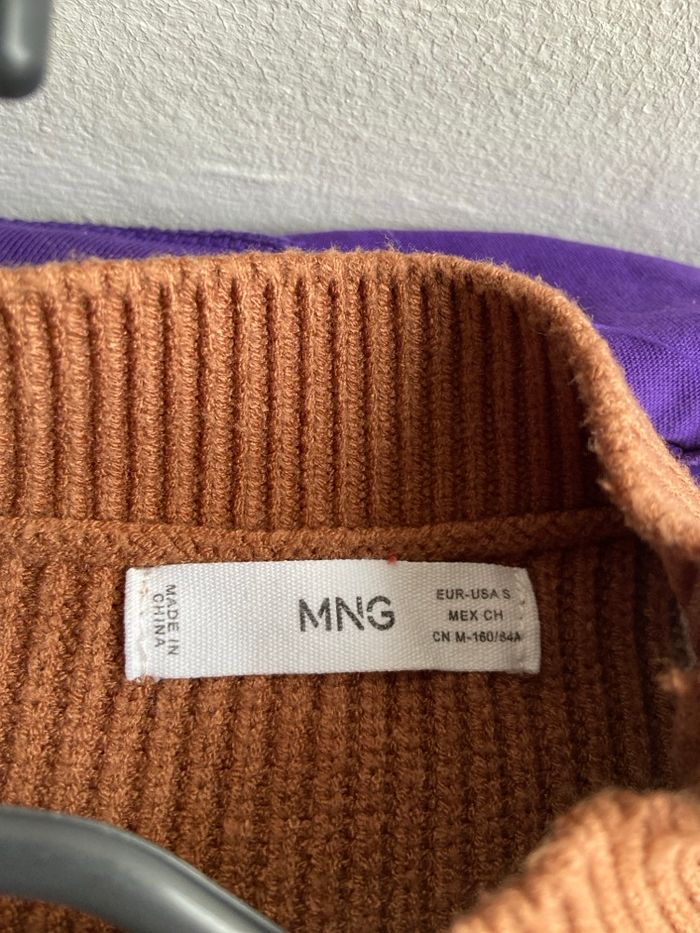 MADE IN
CHINA
MNG
EUR-USA S
MEX CH
CN M-160/84A